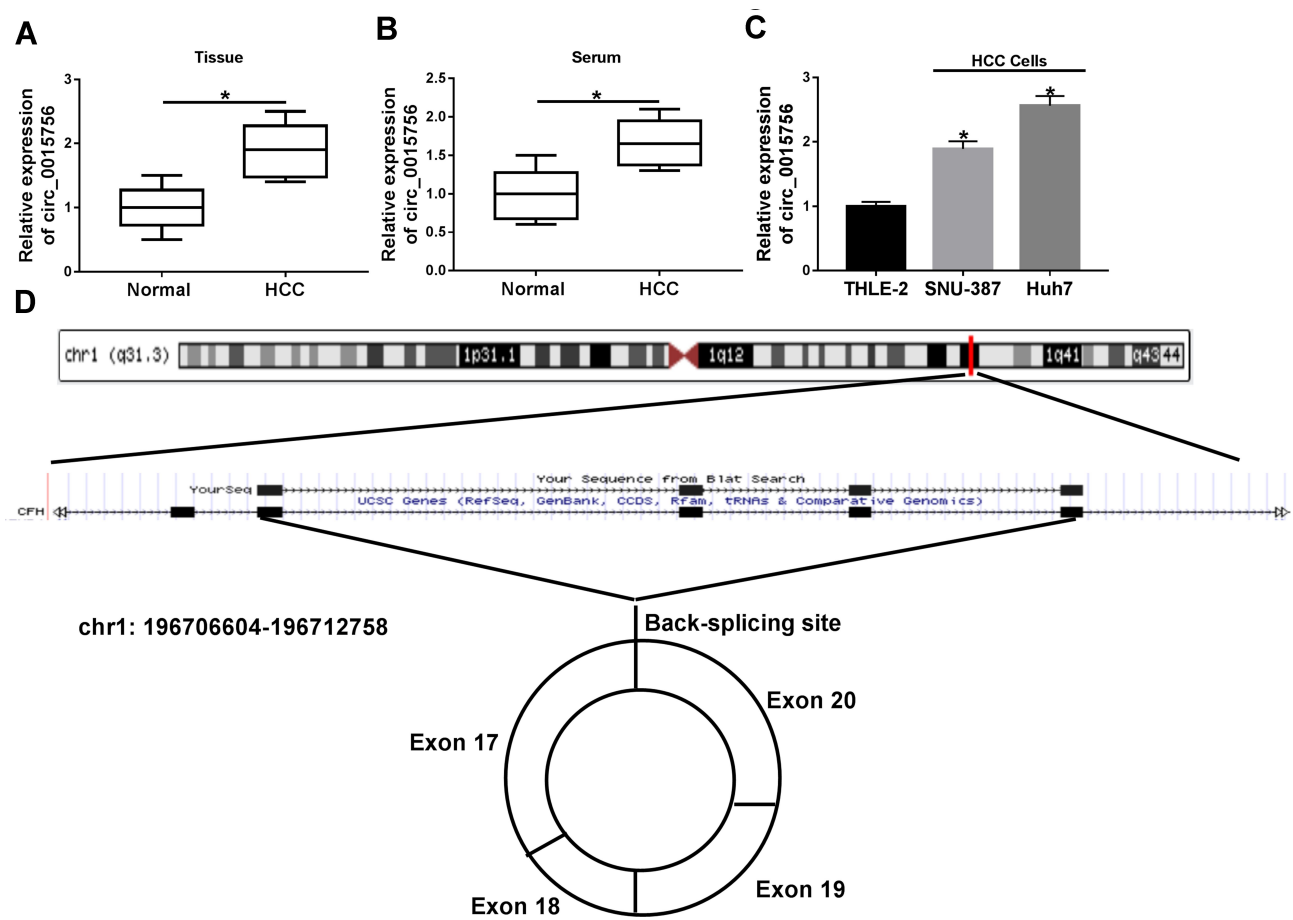 A
Tissue
Relative expression
of circ_0015756
3
2
1
0
*
Normal
HCC
B
Serum
Relative expression
of circ_0015756
2.5
2.0
1.5
1.0
0.5
0.0
*
Normal
HCC
C
HCC Cells
Relative expression
of circ_0015756
3
2
1
0
*
*
THLE-2
SNU-387
Huh7
D
chr1 (q31.3)
1p31.1
1q12
1q41
q43
44
Your Sequence from Blat Search
YourSeq
UCSC Genes (RefSeq, GenBank, CCDS, Rfam, tRNAs & Comparative Genomics)
CFH
chr1: 196706604-196712758
Back-splicing site
Exon 20
Exon 17
Exon 19
Exon 18